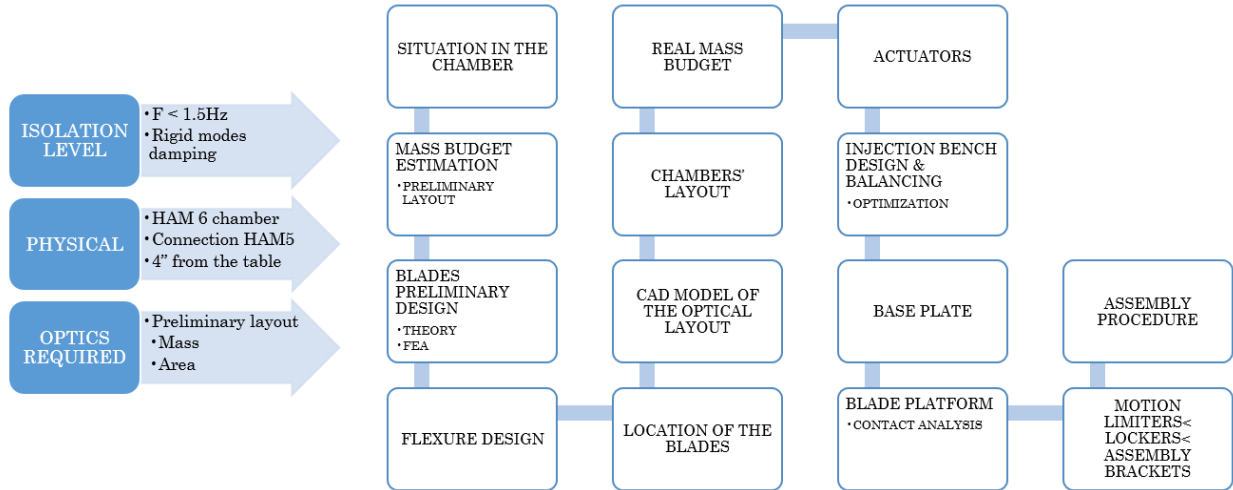 ISOLATION
LEVEL
•F < 1.5Hz
•Rigid modes
damping
PHYSICAL
•HAM 6 chamber
•Connection HAM5
•4” from the table
OPTICS
REQUIRED
•Preliminary layout
•Mass
•Area
SITUATION IN THE
CHAMBER
MASS BUDGET
ESTIMATION
•PRELIMINARY
LAYOUT
BLADES
PRELIMINARY
DESIGN
•THEORY
•FEA
FLEXURE DESIGN
LOCATION OF THE
BLADES
CAD MODEL OF
THE OPTICAL
LAYOUT
CHAMBERS’
LAYOUT
REAL MASS
BUDGET
ACTUATORS
INJECTION BENCH
DESIGN &
BALANCING
•OPTIMIZATION
BASE PLATE
BLADE PLATFORM
•CONTACT ANALYSIS
MOTION
LIMITERS<
LOCKERS<
ASSEMBLY
BRACKETS
ASSEMBLY
PROCEDURE